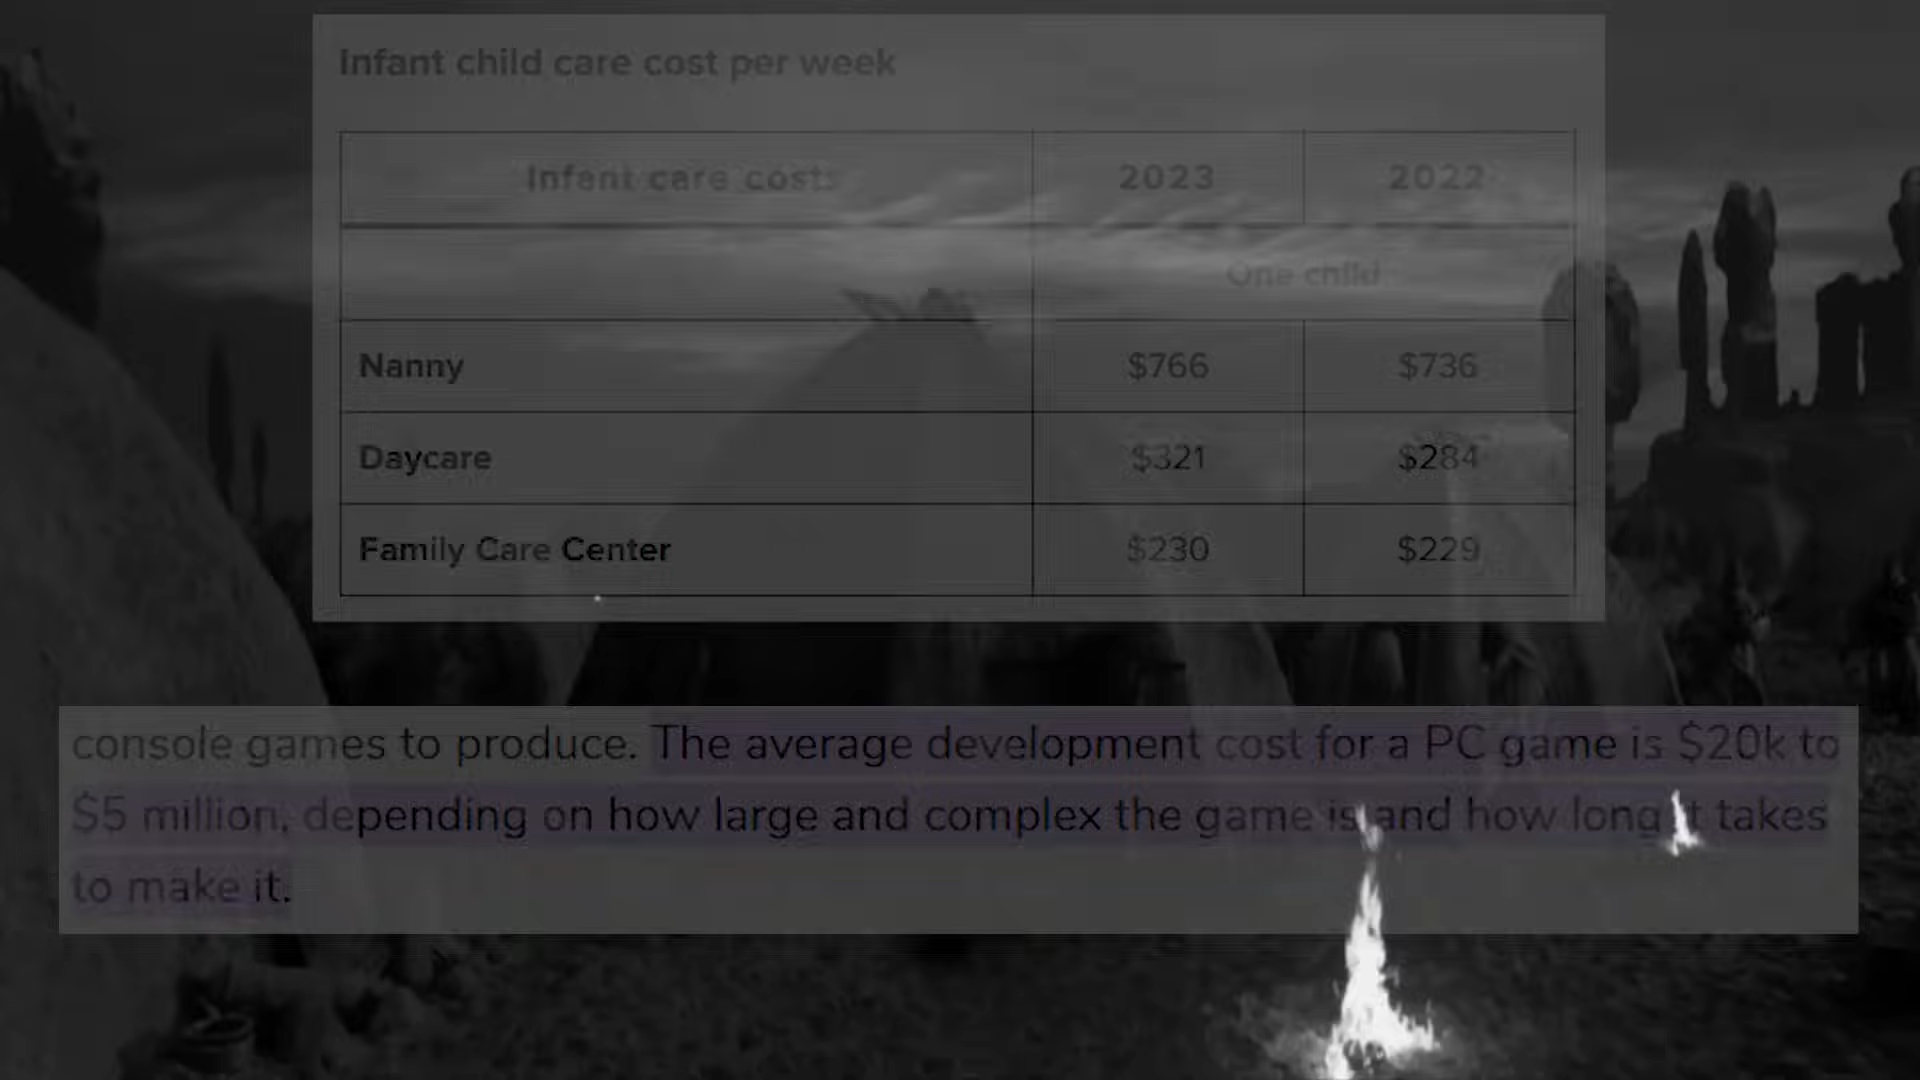 Infant child care cost per week
Infant care costs 2023 2022
One child
Nanny $766 $736
Daycare $321 $284
Family Care Center $230 $229
console games to produce. The average development cost for a PC game is $20k to
$5 million, depending on how large and complex the game is and how long it takes
to make it.